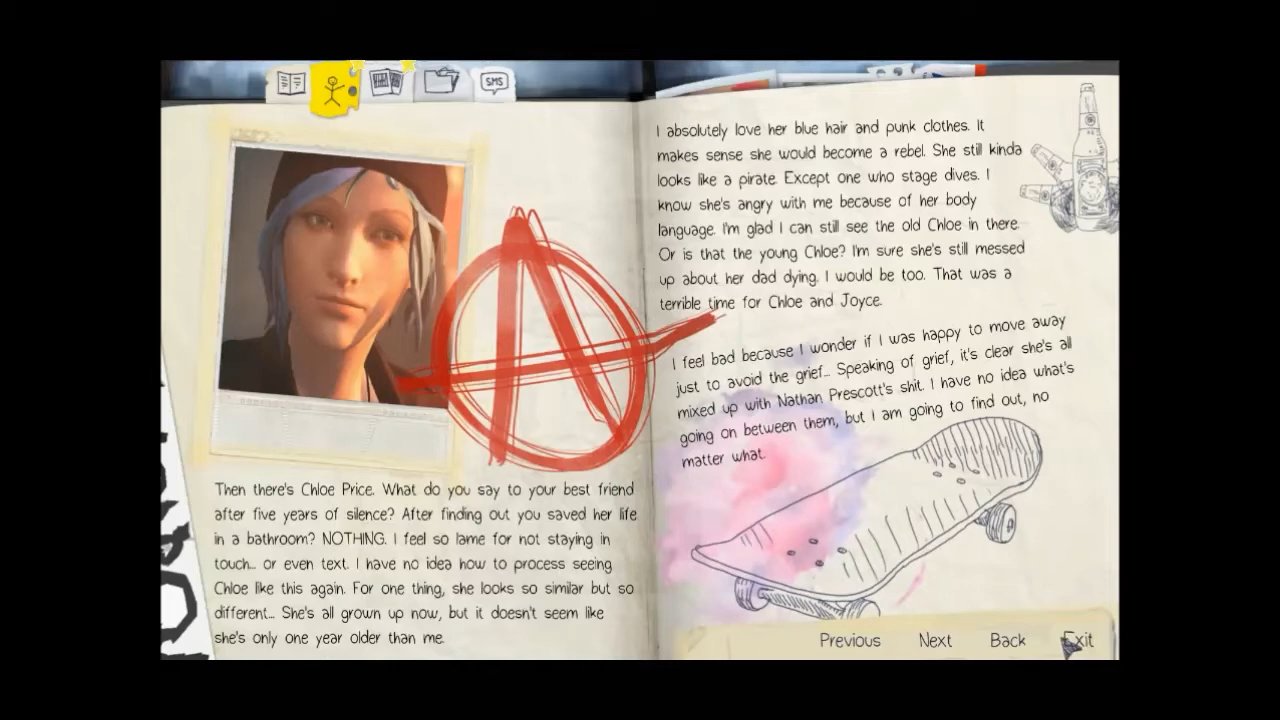 SMS
Then there's Chloe Price. What do you say to your best friend
after five years of silence? After finding out you saved her life
in a bathroom? NOTHING. I feel so lame for not staying in
touch... or even text. I have no idea how to process seeing
Chloe like this again. For one thing, she looks so similar but so
different... She's all grown up now, but it doesn't seem like
she's only one year older than me.
I absolutely love her blue hair and punk clothes. It
makes sense she would become a rebel. She still kinda
looks like a pirate. Except one who stage dives. I
know she's angry with me because of her body
language. I'm glad I can still see the old Chloe in there.
Or is that the young Chloe? I'm sure she's still messed
up about her dad dying. I would be too. That was a
terrible time for Chloe and Joyce.
I feel bad because I wonder if I was happy to move away
just to avoid the grief... Speaking of grief, it's clear she's all
mixed up with Nathan Prescott's shit. I have no idea what's
going on between them, but I am going to find out, no
matter what.
Previous Next Back Exit